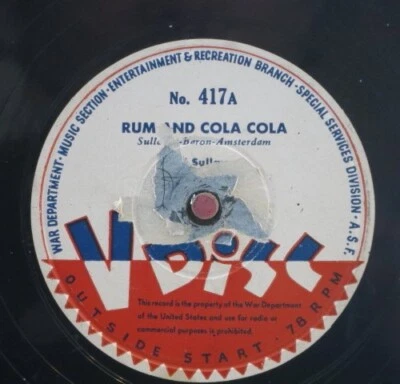 WAR DEPARTMENT·MUSIC SECTION·ENTERTAINMENT & RECREATION BRANCH·SPECIAL SERVICES DIVISION·A.S.F.
No. 417A
RUM AND COLA COLA
Baron-Amsterdam
V Disc
This record is the property of the War Department
of the United States and use for radio or
commercial purposes is prohibited.
OUTSIDE START · 78 RPM